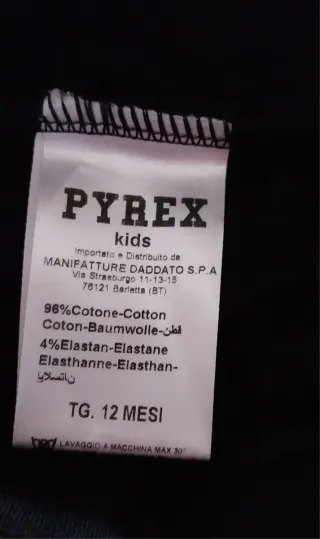 PYREX
kids
Importato e Distribuito da:
MANIFATTURE DADDATO S.P.A
Via Strasburgo 11-13-15
76121 Barletta (BT)
96%Cotone-Cotton
Coton-Baumwolle-قطن
4%Elastan-Elastane
Elasthanne-Elasthan-
ناتسلايا
TG. 12 MESI
LAVAGGIO A MACCHINA MAX 30°